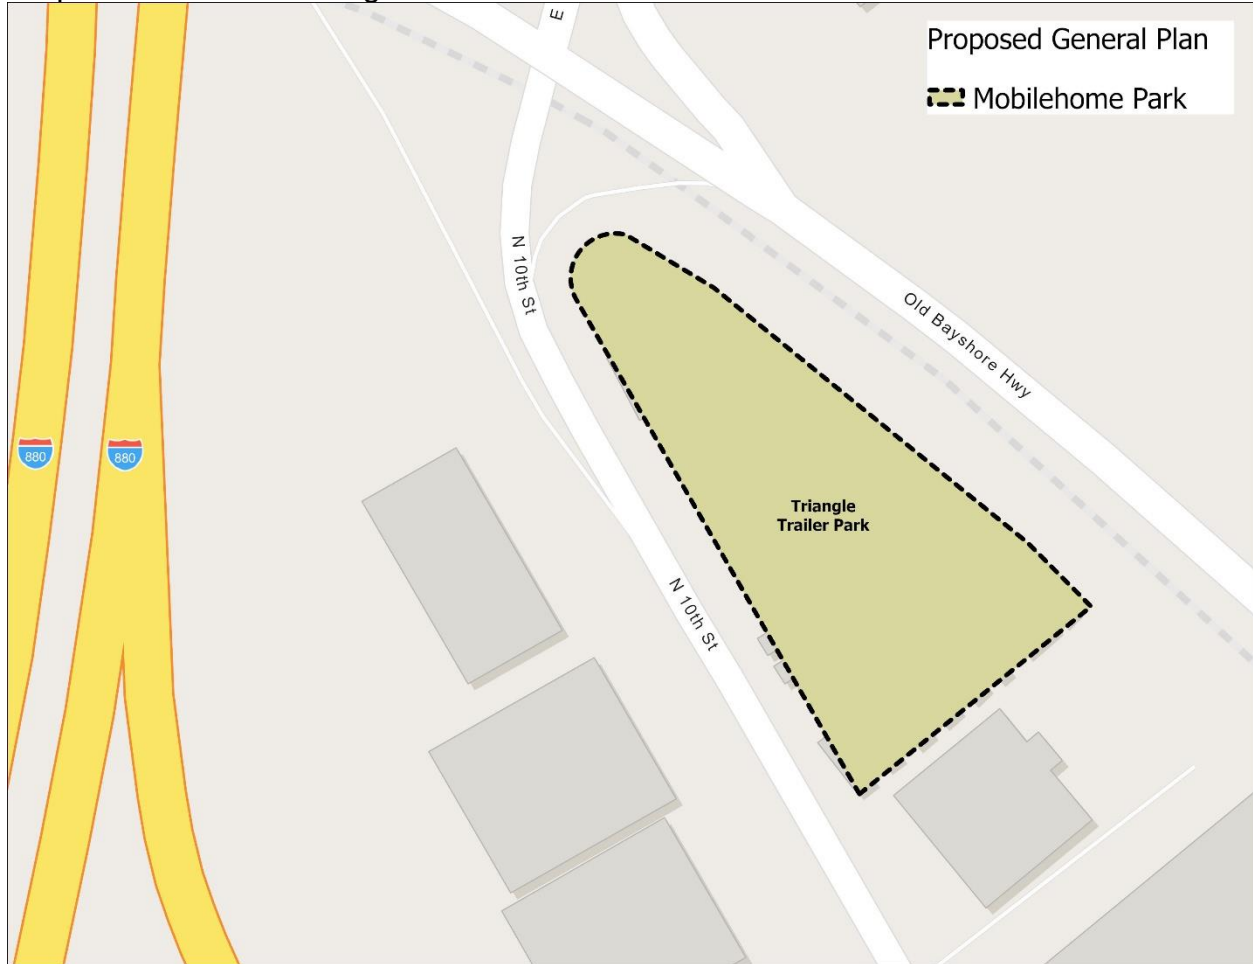 E
Proposed General Plan
Mobilehome Park
N 10th St
Old Bayshore Hwy
880
880
Triangle
Trailer Park
N 10th St